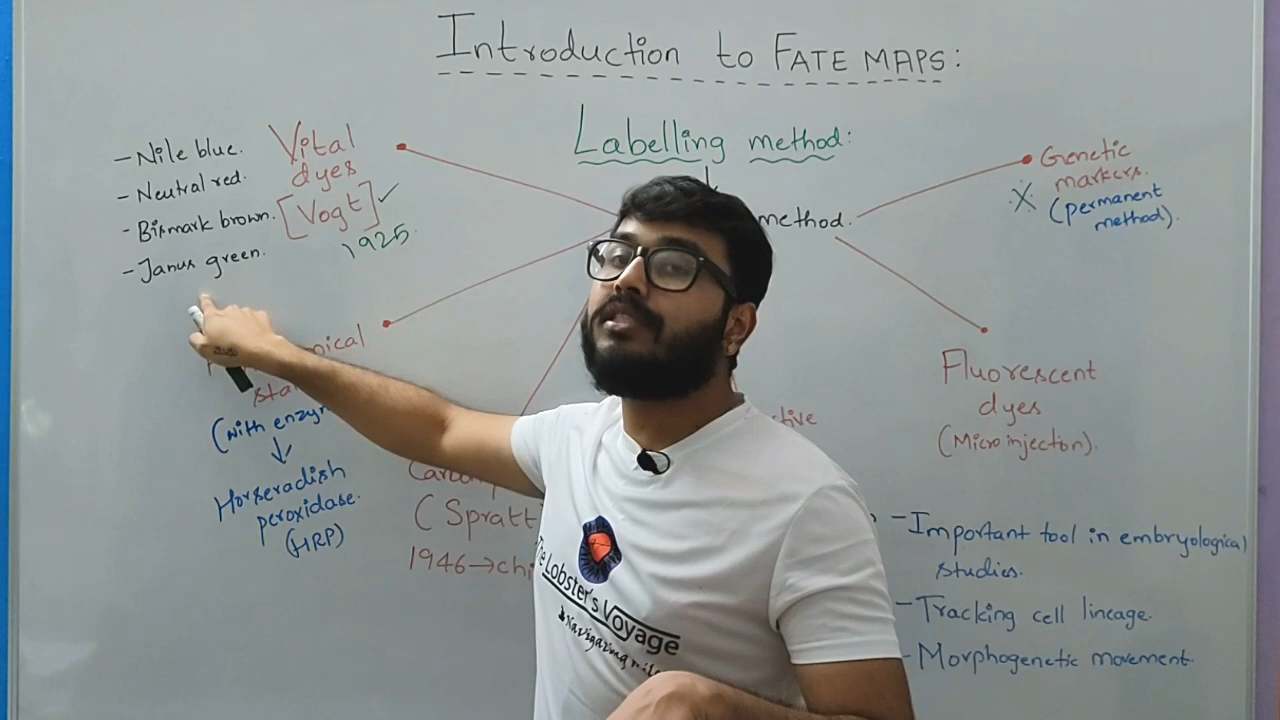 Introduction to FATE MAPS:
Labelling method:
- Nile blue.
- Neutral red.
- Bismark brown.
- Janus green.
Vital
dyes
[Vogt] ✓
1925
method.
Genetic
markers.
X (permanent
method).
Fluorescent
dyes
(Micro injection).
(with
↓
Horseradish
peroxidase.
(HRP)
(Spratt
1946→
- Important tool in embryological
studies.
- Tracking cell lineage.
- Morphogenetic movement.
The Lobster's Voyage